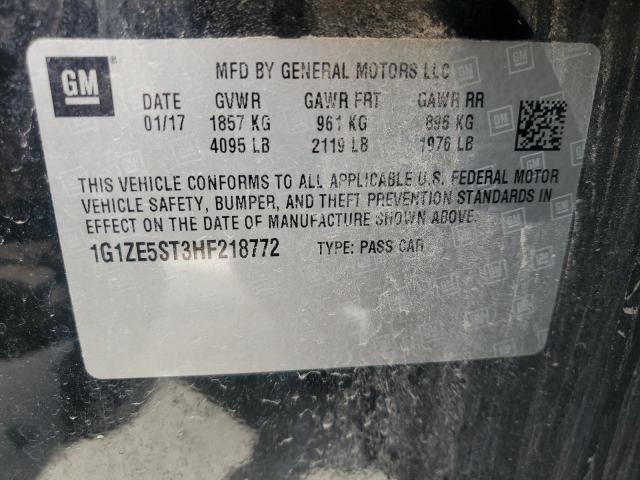 GM
MFD BY GENERAL MOTORS LLC
DATE GVWR GAWR FRT GAWR RR
01/17 1857 KG 961 KG 896 KG
4095 LB 2119 LB 1976 LB
THIS VEHICLE CONFORMS TO ALL APPLICABLE U.S. FEDERAL MOTOR
VEHICLE SAFETY, BUMPER, AND THEFT PREVENTION STANDARDS IN
EFFECT ON THE DATE OF MANUFACTURE SHOWN ABOVE.
1G1ZE5ST3HF218772 TYPE: PASS CAR